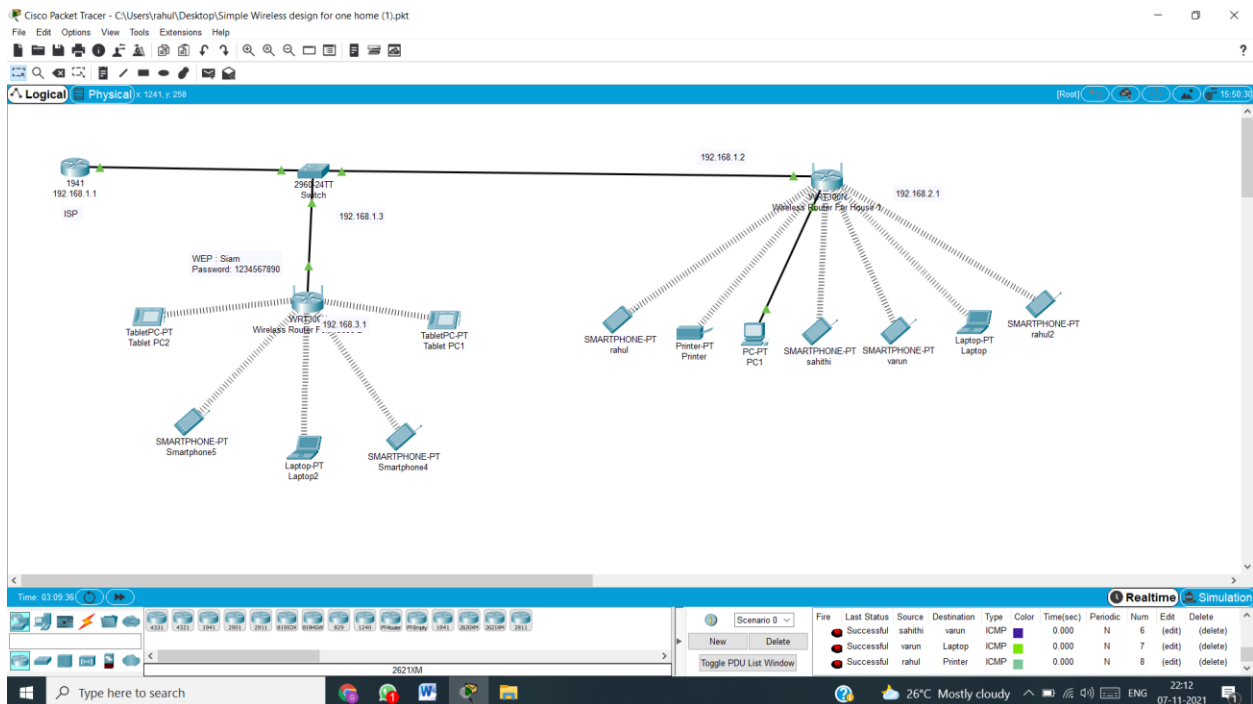 Cisco Packet Tracer - C:\Users\rahul\Desktop\Simple Wireless design for one home (1).pkt
File Edit Options View Tools Extensions Help
?
Logical Physical x: 1241, y: 258 [Root] 15:50:30
192.168.1.2
1941
192.168.1.1
ISP
2960-24TT
Switch
192.168.1.3
WRT300N
Wireless Router For House 1
192.168.2.1
WEP : Siam
Password: 1234567890
TabletPC-PT
Tablet PC2
Wireless Router
192.168.3.1
TabletPC-PT
Tablet PC1
SMARTPHONE-PT
rahul
Printer-PT
Printer
PC-PT
PC1
SMARTPHONE-PT
sahithi
SMARTPHONE-PT
varun
Laptop-PT
Laptop
SMARTPHONE-PT
rahul2
SMARTPHONE-PT
Smartphone5
Laptop-PT
Laptop2
SMARTPHONE-PT
Smartphone4
Time: 03:09:36 Realtime Simulation
4331 4321 1941 2901 2911 819IOX 819HGW 829 1240 PT-Router PT-Empty 1841 2620XM 2621XM 2811
2621XM
Scenario 0
New Delete
Toggle PDU List Window
Fire Last Status Source Destination Type Color Time(sec) Periodic Num Edit Delete
Successful sahithi varun ICMP 0.000 N 6 (edit) (delete)
Successful varun Laptop ICMP 0.000 N 7 (edit) (delete)
Successful rahul Printer ICMP 0.000 N 8 (edit) (delete)
Type here to search
26°C Mostly cloudy ENG 22:12
07-11-2021